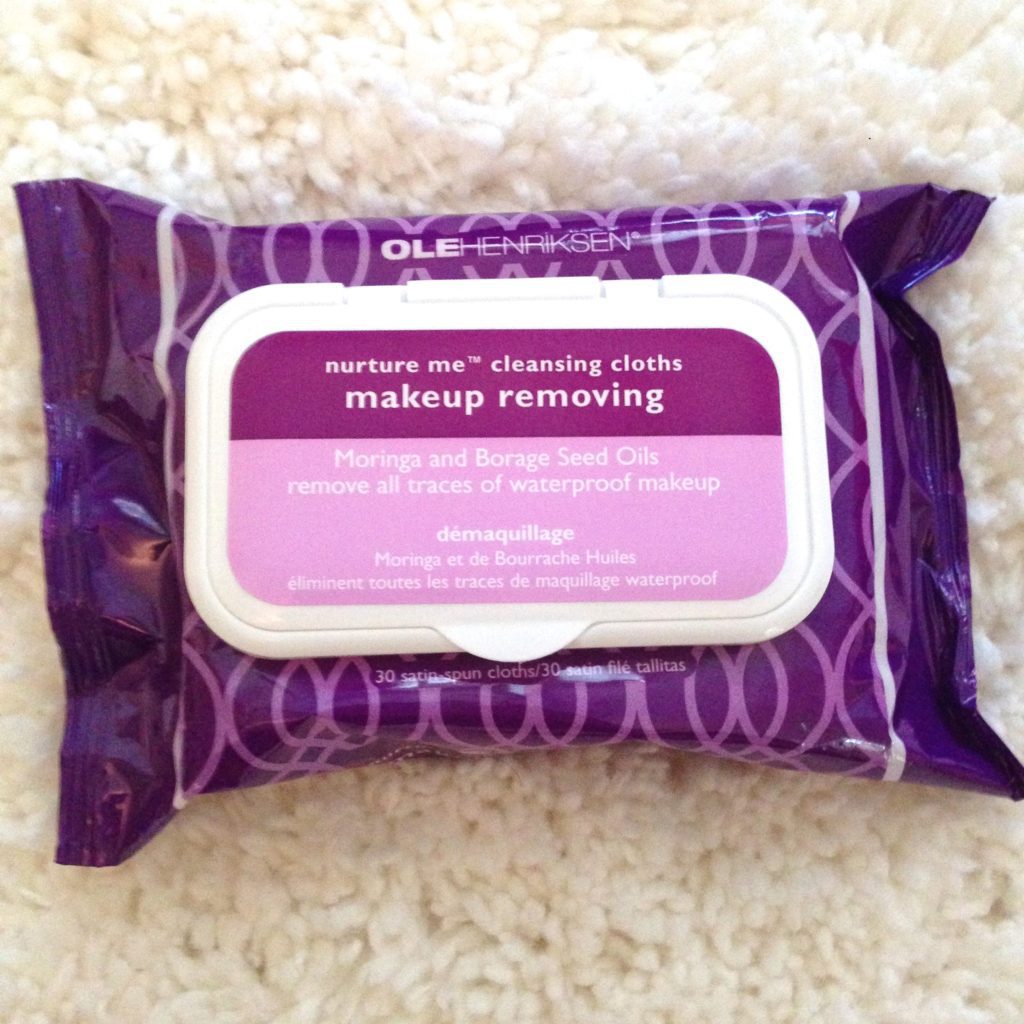 OLEHENRIKSEN®
nurture me™ cleansing cloths
makeup removing
Moringa and Borage Seed Oils
remove all traces of waterproof makeup
démaquillage
Moringa et de Bourrache Huiles
éliminent toutes les traces de maquillage waterproof
30 satin-spun cloths/30 satin filé tallitas